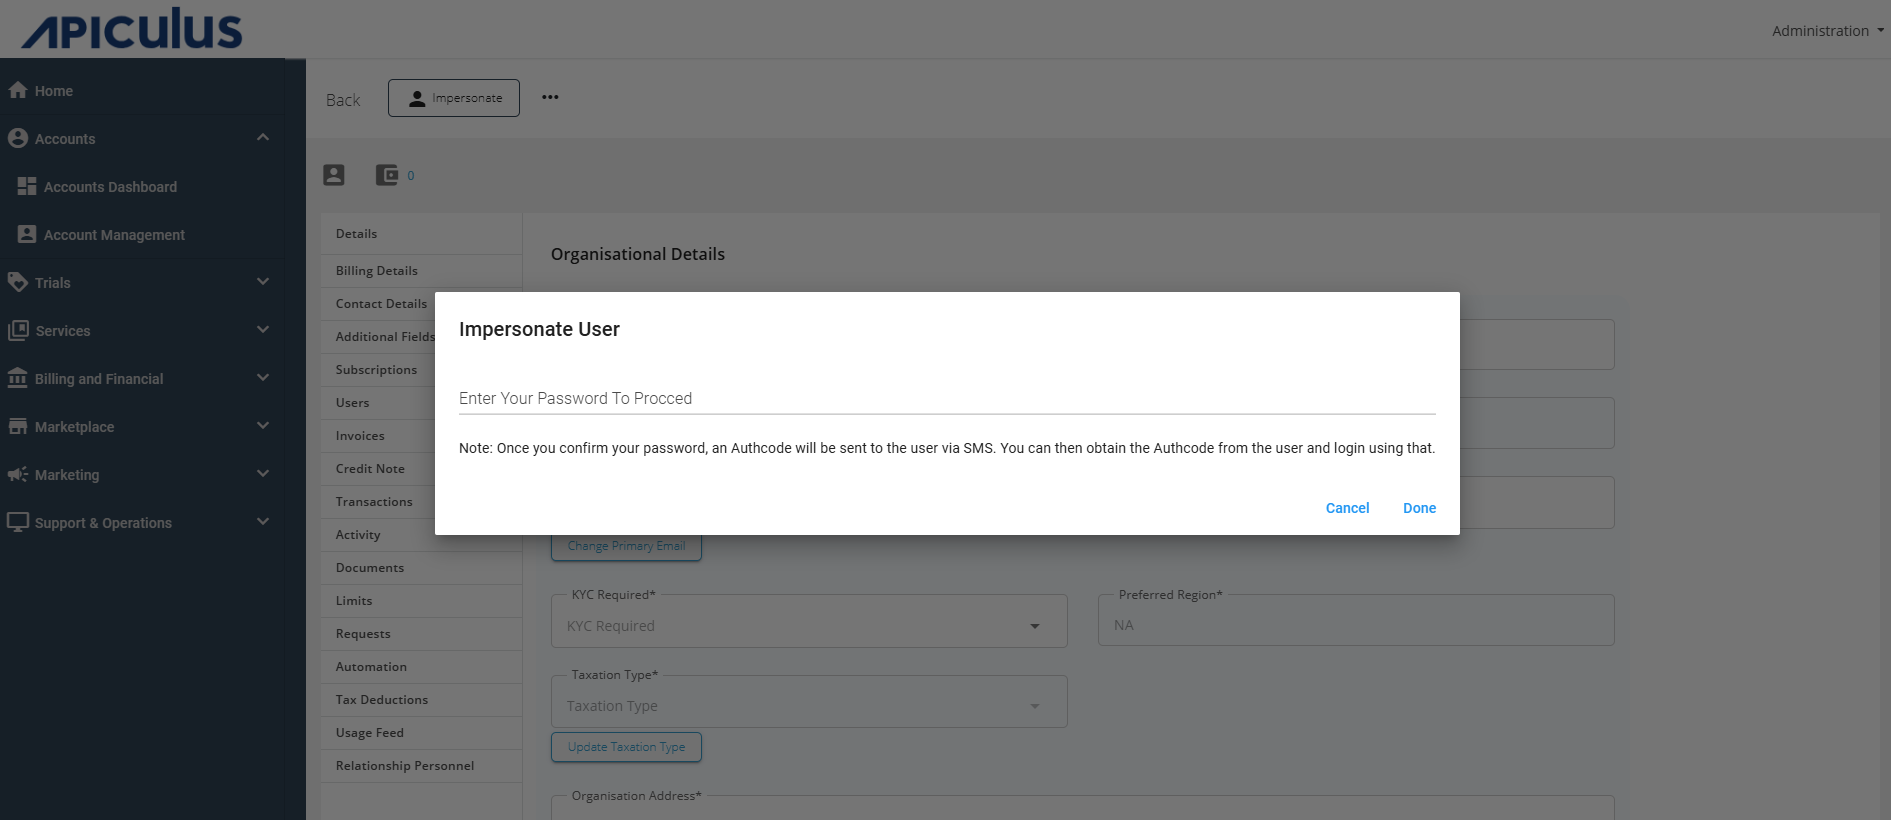 APICULUS
Administration
Home
Accounts
Accounts Dashboard
Account Management
Trials
Services
Billing and Financial
Marketplace
Marketing
Support & Operations
Back
Impersonate
0
Details
Billing Details
Contact Details
Additional Fields
Subscriptions
Users
Invoices
Credit Note
Transactions
Activity
Documents
Limits
Requests
Automation
Tax Deductions
Usage Feed
Relationship Personnel
Organisational Details
Impersonate User
Enter Your Password To Procced
Note: Once you confirm your password, an Authcode will be sent to the user via SMS. You can then obtain the Authcode from the user and login using that.
Cancel
Done
Change Primary Email
KYC Required*
KYC Required
Preferred Region*
NA
Taxation Type*
Taxation Type
Update Taxation Type
Organisation Address*